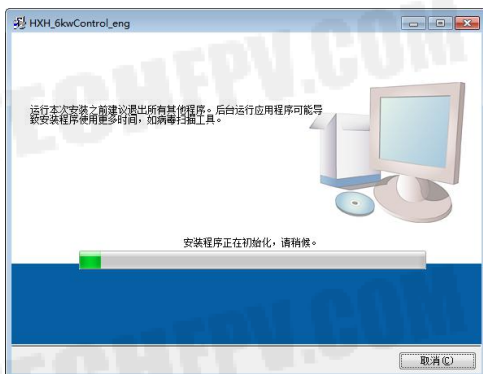 HXH_6kwControl_eng
运行本次安装之前建议退出所有其他程序。后台运行应用程序可能导
致安装程序使用更多时间，如病毒扫描工具。
安装程序正在初始化，请稍候。
取消(C)